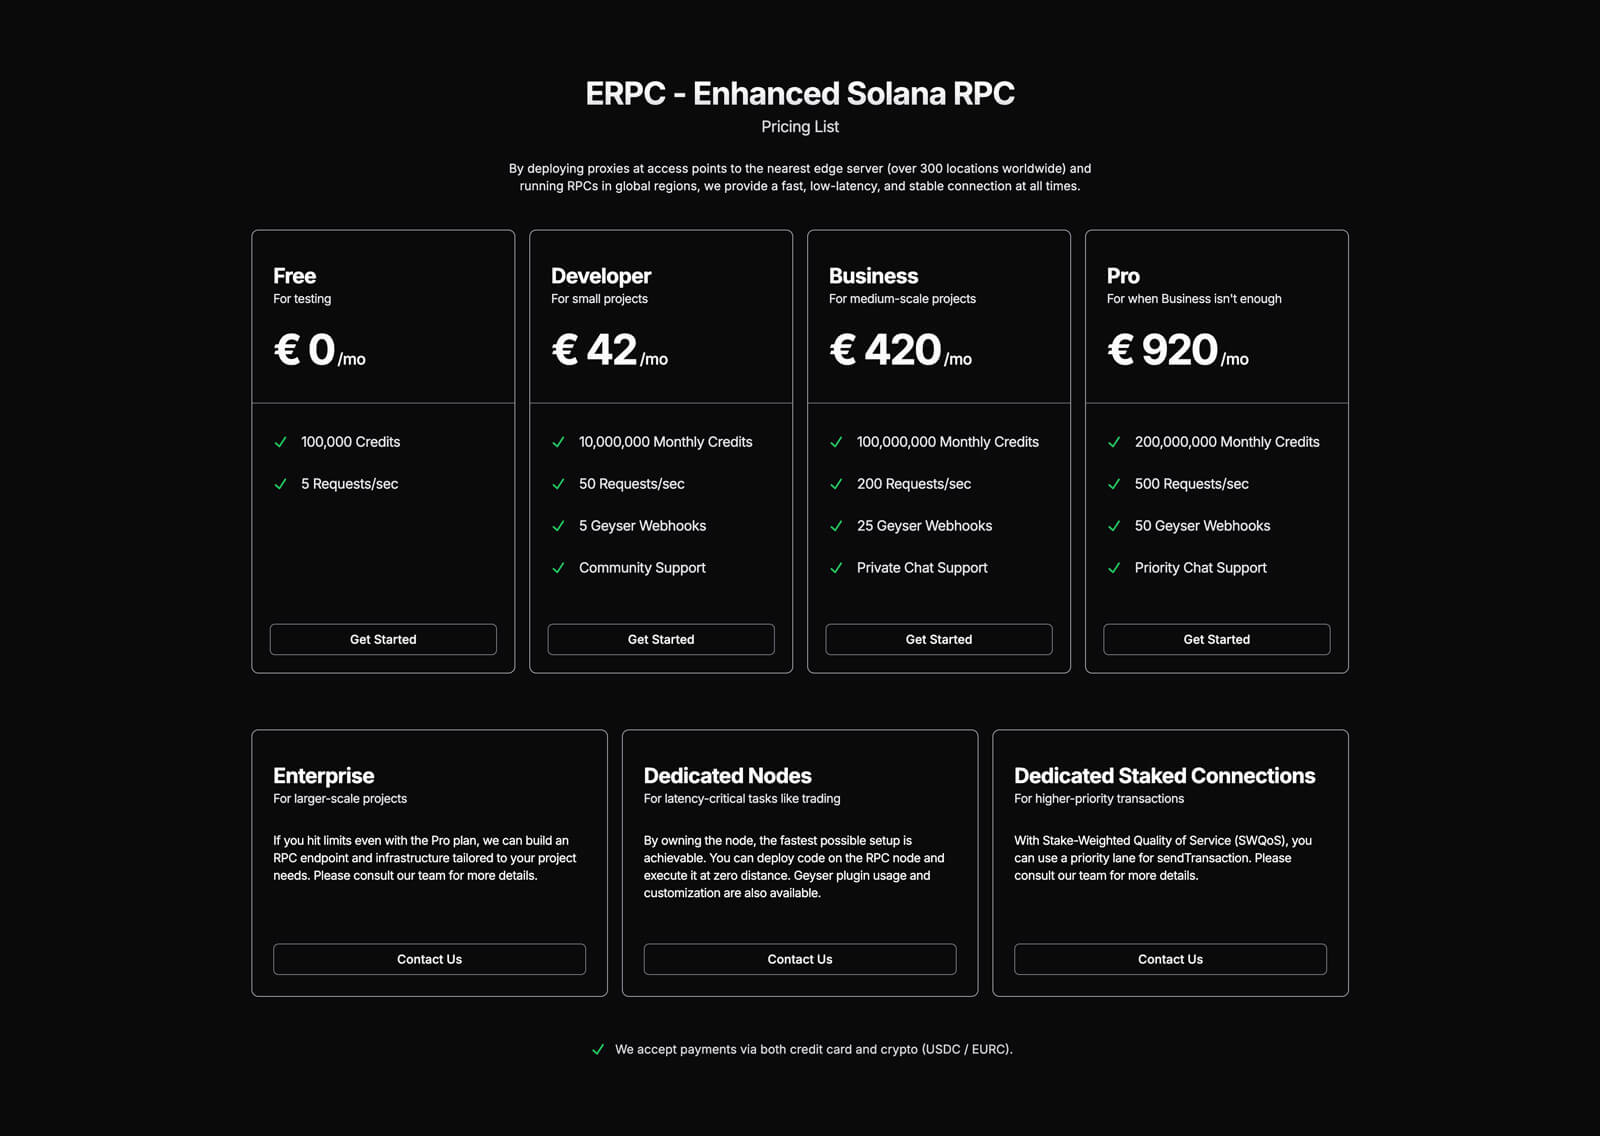 ERPC - Enhanced Solana RPC
Pricing List
By deploying proxies at access points to the nearest edge server (over 300 locations worldwide) and
running RPCs in global regions, we provide a fast, low-latency, and stable connection at all times.
Free
For testing
€ 0/mo
100,000 Credits
5 Requests/sec
Get Started
Developer
For small projects
€ 42/mo
10,000,000 Monthly Credits
50 Requests/sec
5 Geyser Webhooks
Community Support
Get Started
Business
For medium-scale projects
€ 420/mo
100,000,000 Monthly Credits
200 Requests/sec
25 Geyser Webhooks
Private Chat Support
Get Started
Pro
For when Business isn't enough
€ 920/mo
200,000,000 Monthly Credits
500 Requests/sec
50 Geyser Webhooks
Priority Chat Support
Get Started
Enterprise
For larger-scale projects
If you hit limits even with the Pro plan, we can build an
RPC endpoint and infrastructure tailored to your project
needs. Please consult our team for more details.
Contact Us
Dedicated Nodes
For latency-critical tasks like trading
By owning the node, the fastest possible setup is
achievable. You can deploy code on the RPC node and
execute it at zero distance. Geyser plugin usage and
customization are also available.
Contact Us
Dedicated Staked Connections
For higher-priority transactions
With Stake-Weighted Quality of Service (SWQoS), you
can use a priority lane for sendTransaction. Please
consult our team for more details.
Contact Us
We accept payments via both credit card and crypto (USDC / EURC).